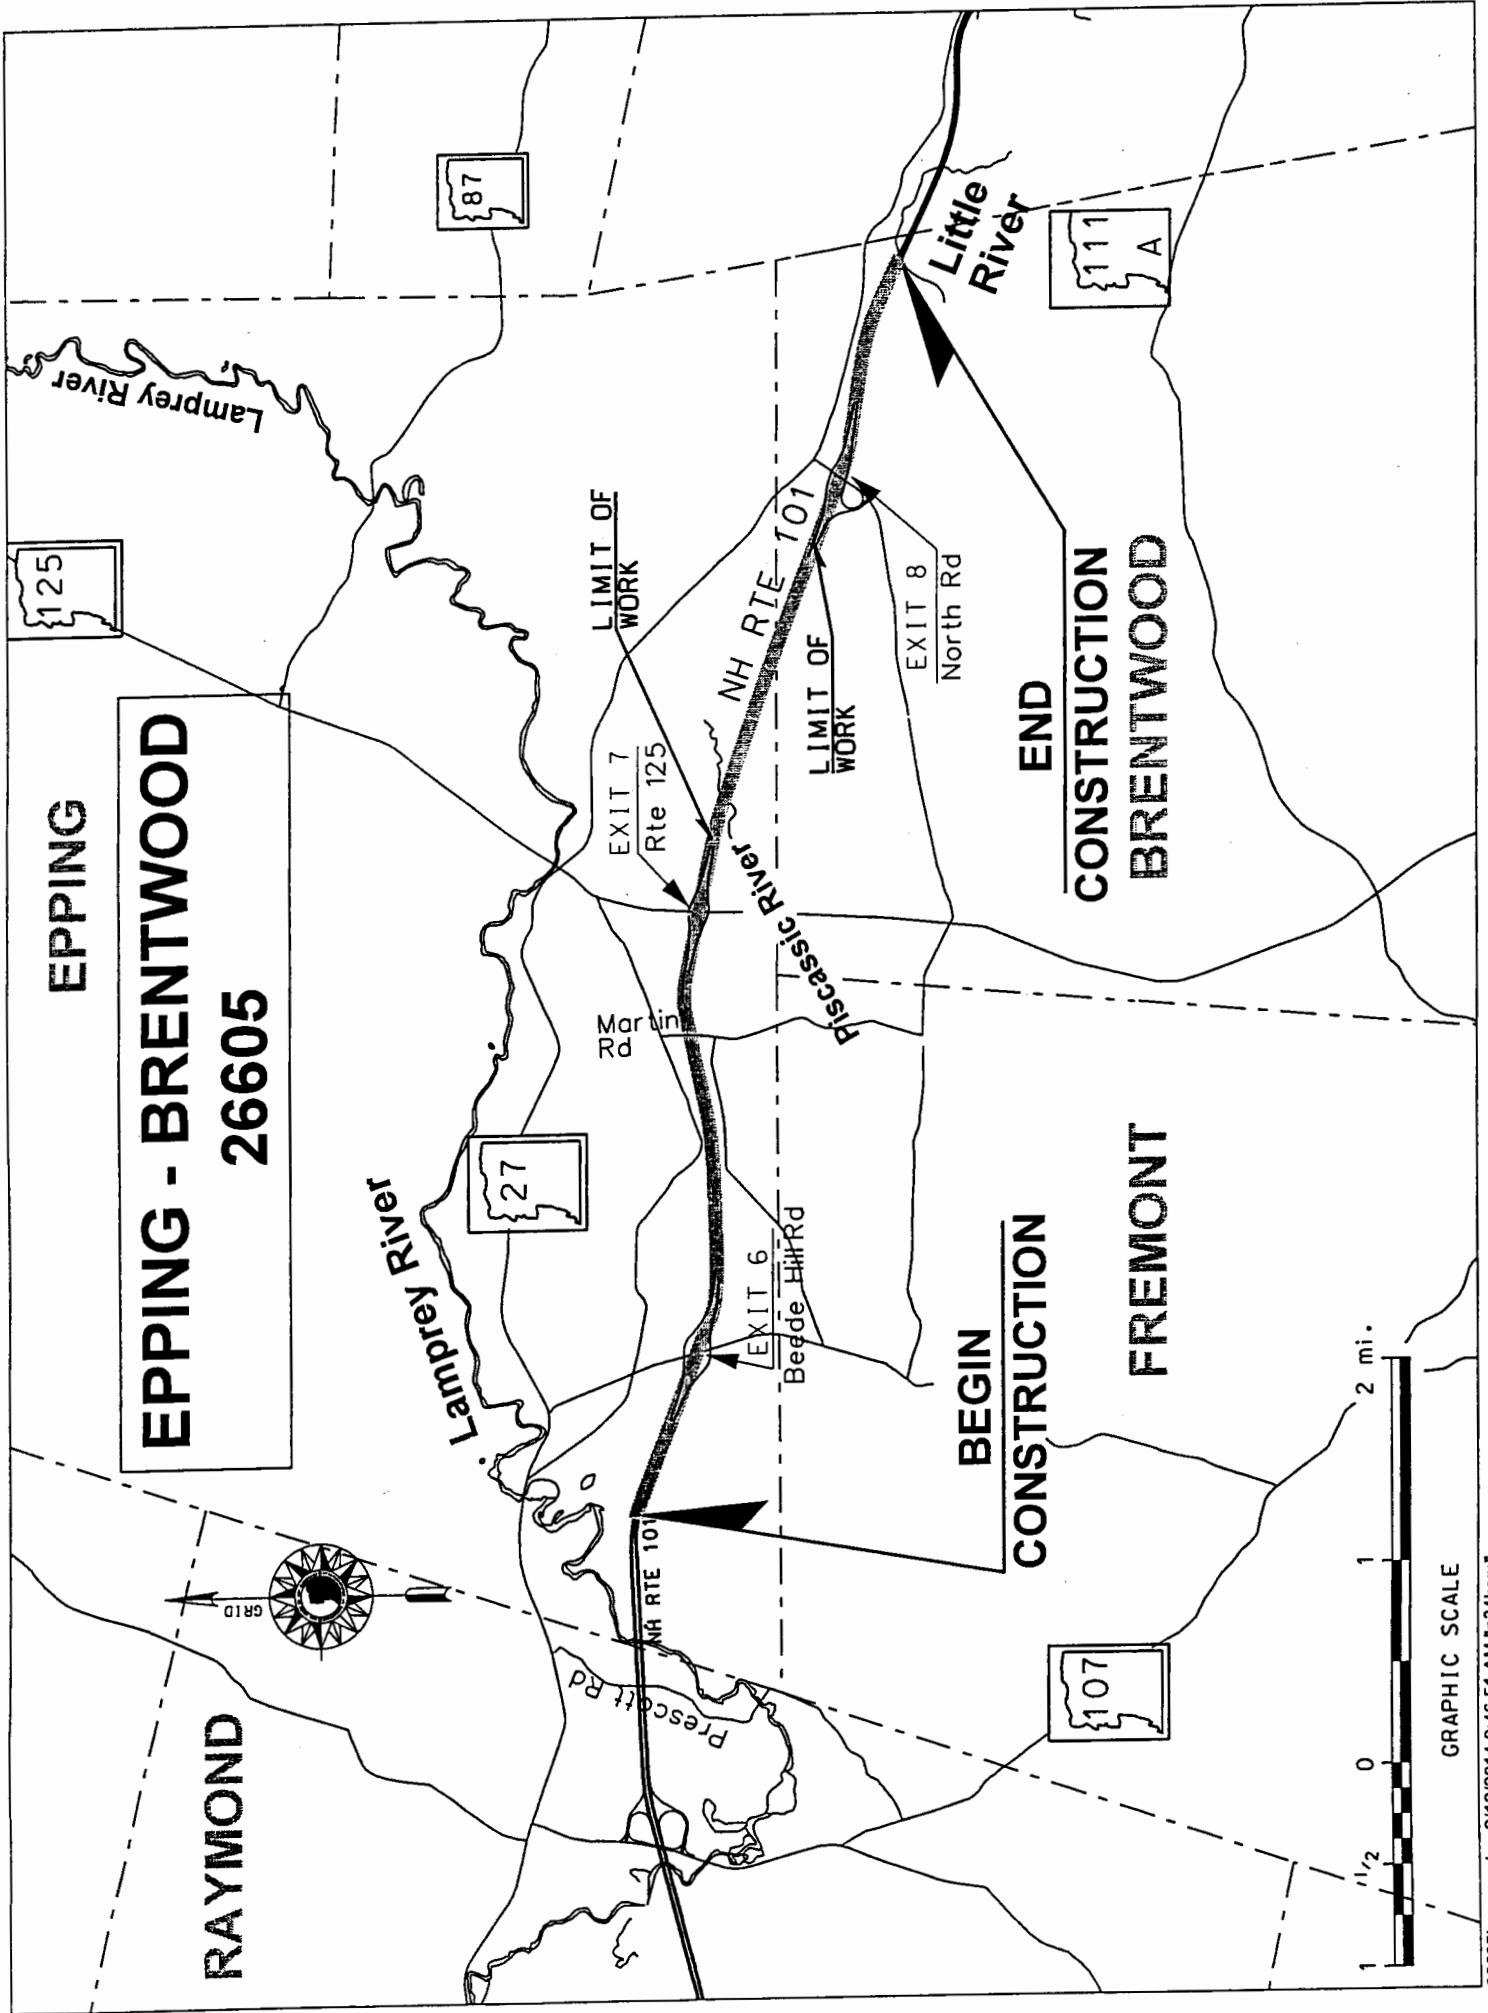 EPPING
EPPING - BRENTWOOD
26605
RAYMOND
GRID
125
87
Lamprey River
Lamprey River
27
LIMIT OF
WORK
EXIT 7
Rte 125
Martin
Rd
NH RTE 101
NH RTE 101
Prescott Rd
Piscassic River
LIMIT OF
WORK
EXIT 8
North Rd
EXIT 6
Beede Hill Rd
Little
River
111
A
BEGIN
CONSTRUCTION
END
CONSTRUCTION
BRENTWOOD
FREMONT
107
1 1/2 0 1 2 mi.
GRAPHIC SCALE